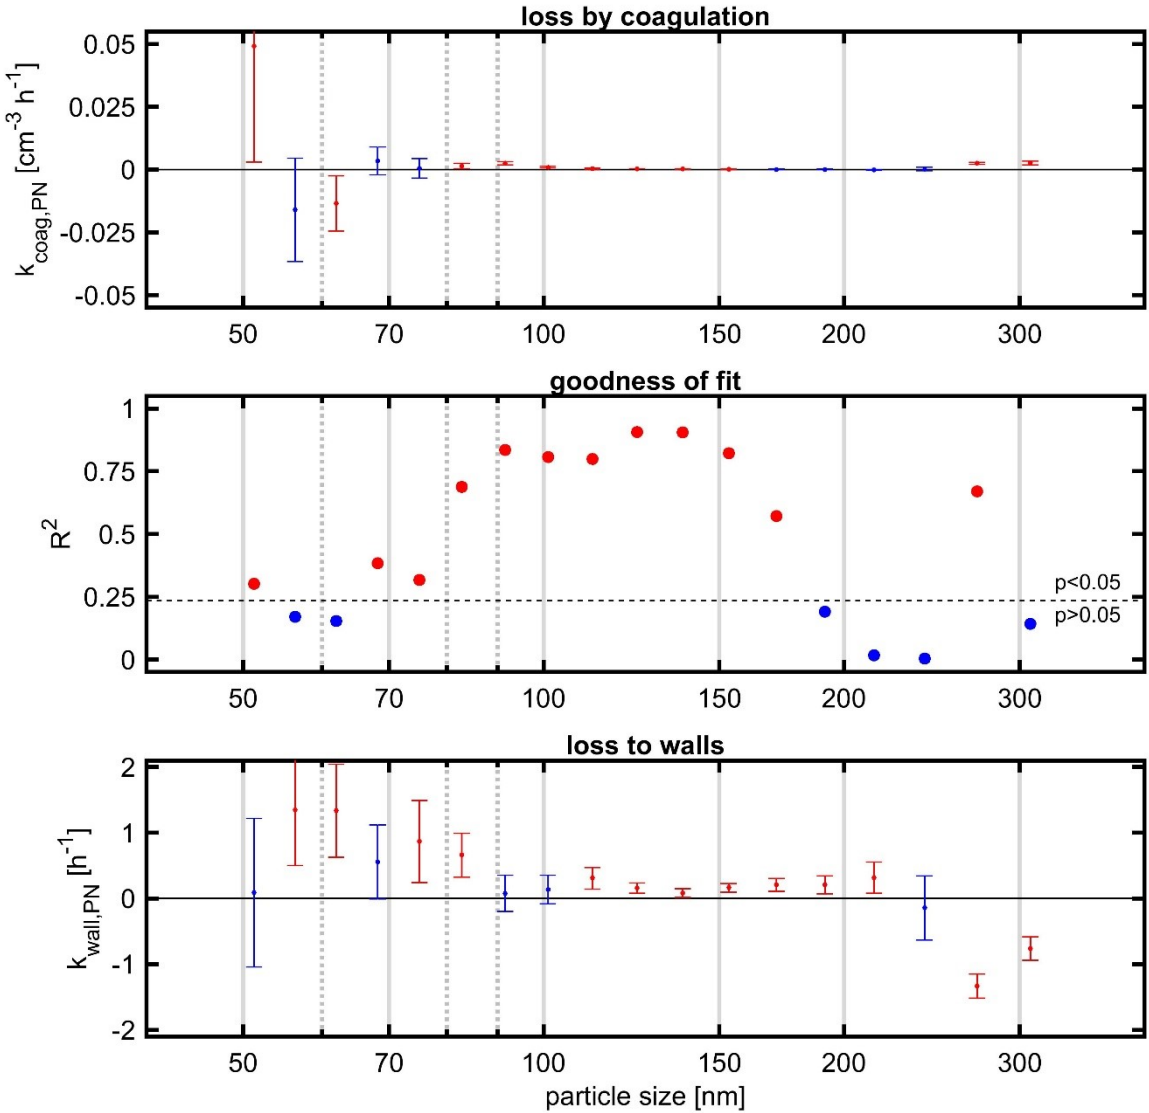 loss by coagulation
k_coag,PN [cm^-3 h^-1]
0.05
0.025
0
-0.025
-0.05
50 70 100 150 200 300
goodness of fit
R^2
1
0.75
0.5
0.25
0
p<0.05
p>0.05
50 70 100 150 200 300
loss to walls
k_wall,PN [h^-1]
2
1
0
-1
-2
50 70 100 150 200 300
particle size [nm]